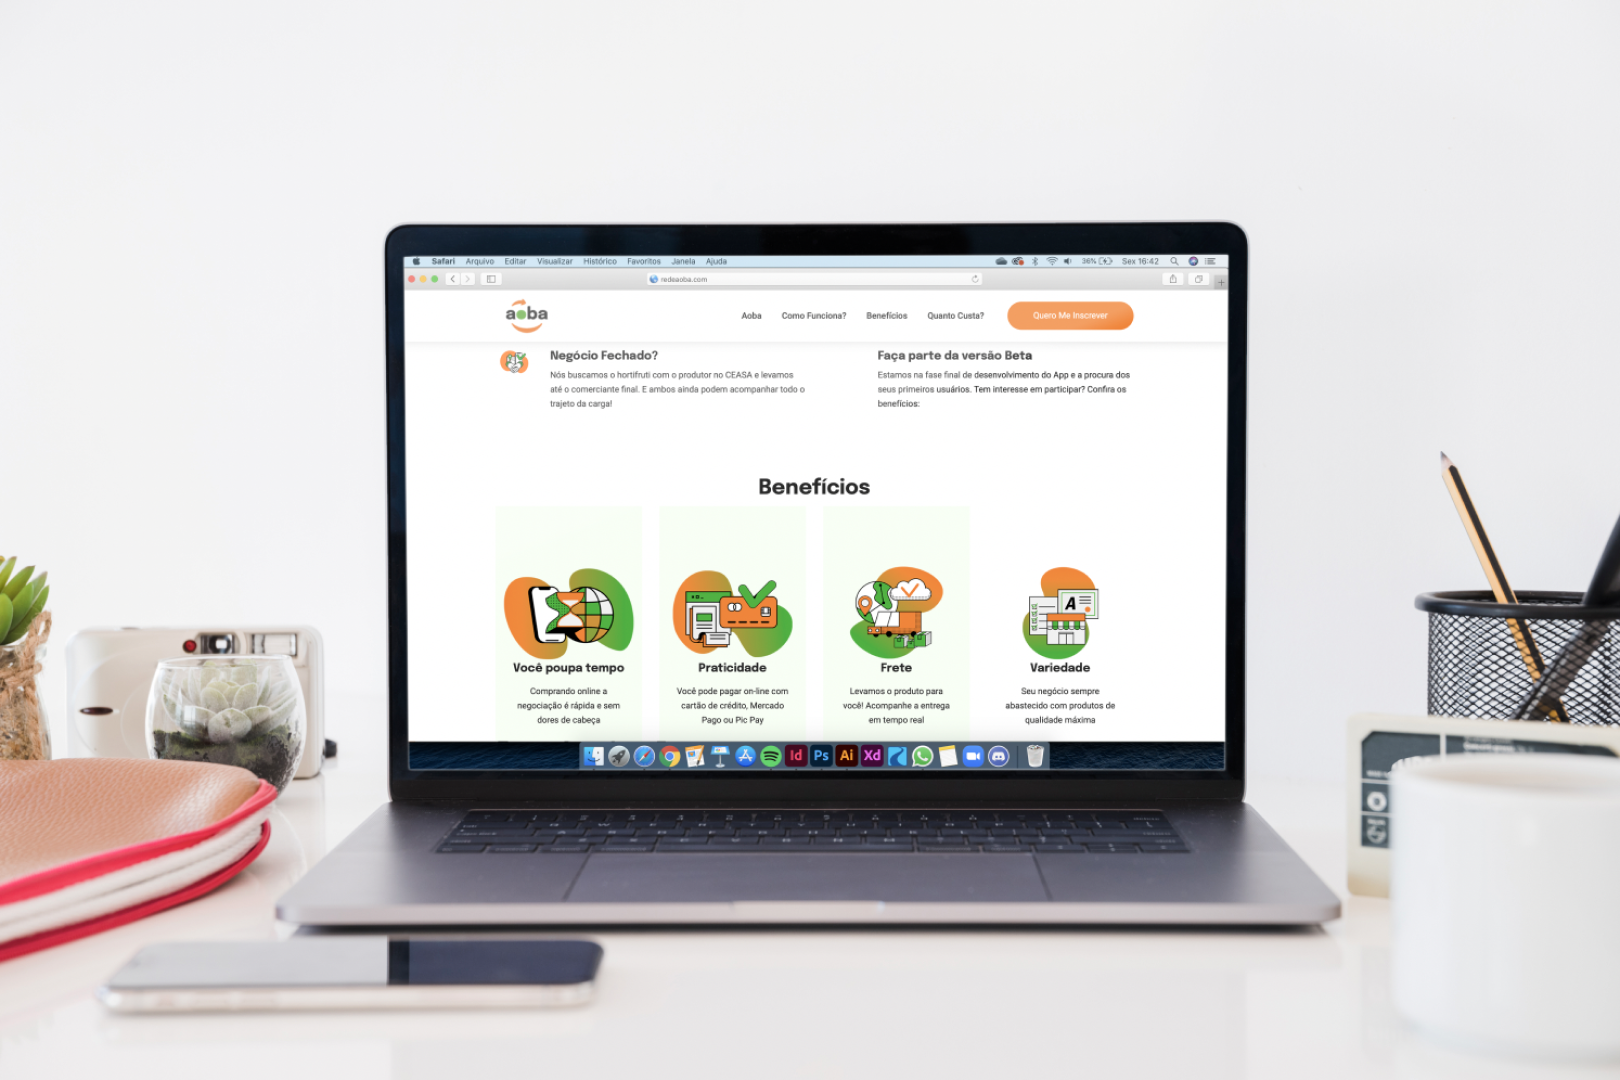 Safari Arquivo Editar Visualizar Histórico Favoritos Janela Ajuda 36% Sex 16:42
redeaoba.com
aoba Aoba Como Funciona? Benefícios Quanto Custa? Quero Me Inscrever
Negócio Fechado?
Nós buscamos o hortifruti com o produtor no CEASA e levamos
até o comerciante final. E ambos ainda podem acompanhar todo o
trajeto da carga!
Faça parte da versão Beta
Estamos na fase final de desenvolvimento do App e a procura dos
seus primeiros usuários. Tem interesse em participar? Confira os
benefícios:
Benefícios
Você poupa tempo
Comprando online a
negociação é rápida e sem
dores de cabeça
Praticidade
Você pode pagar on-line com
cartão de crédito, Mercado
Pago ou Pic Pay
A
Frete
Levamos o produto para
você! Acompanhe a entrega
em tempo real
Variedade
Seu negócio sempre
abastecido com produtos de
qualidade máxima
Id Ps Ai Xd